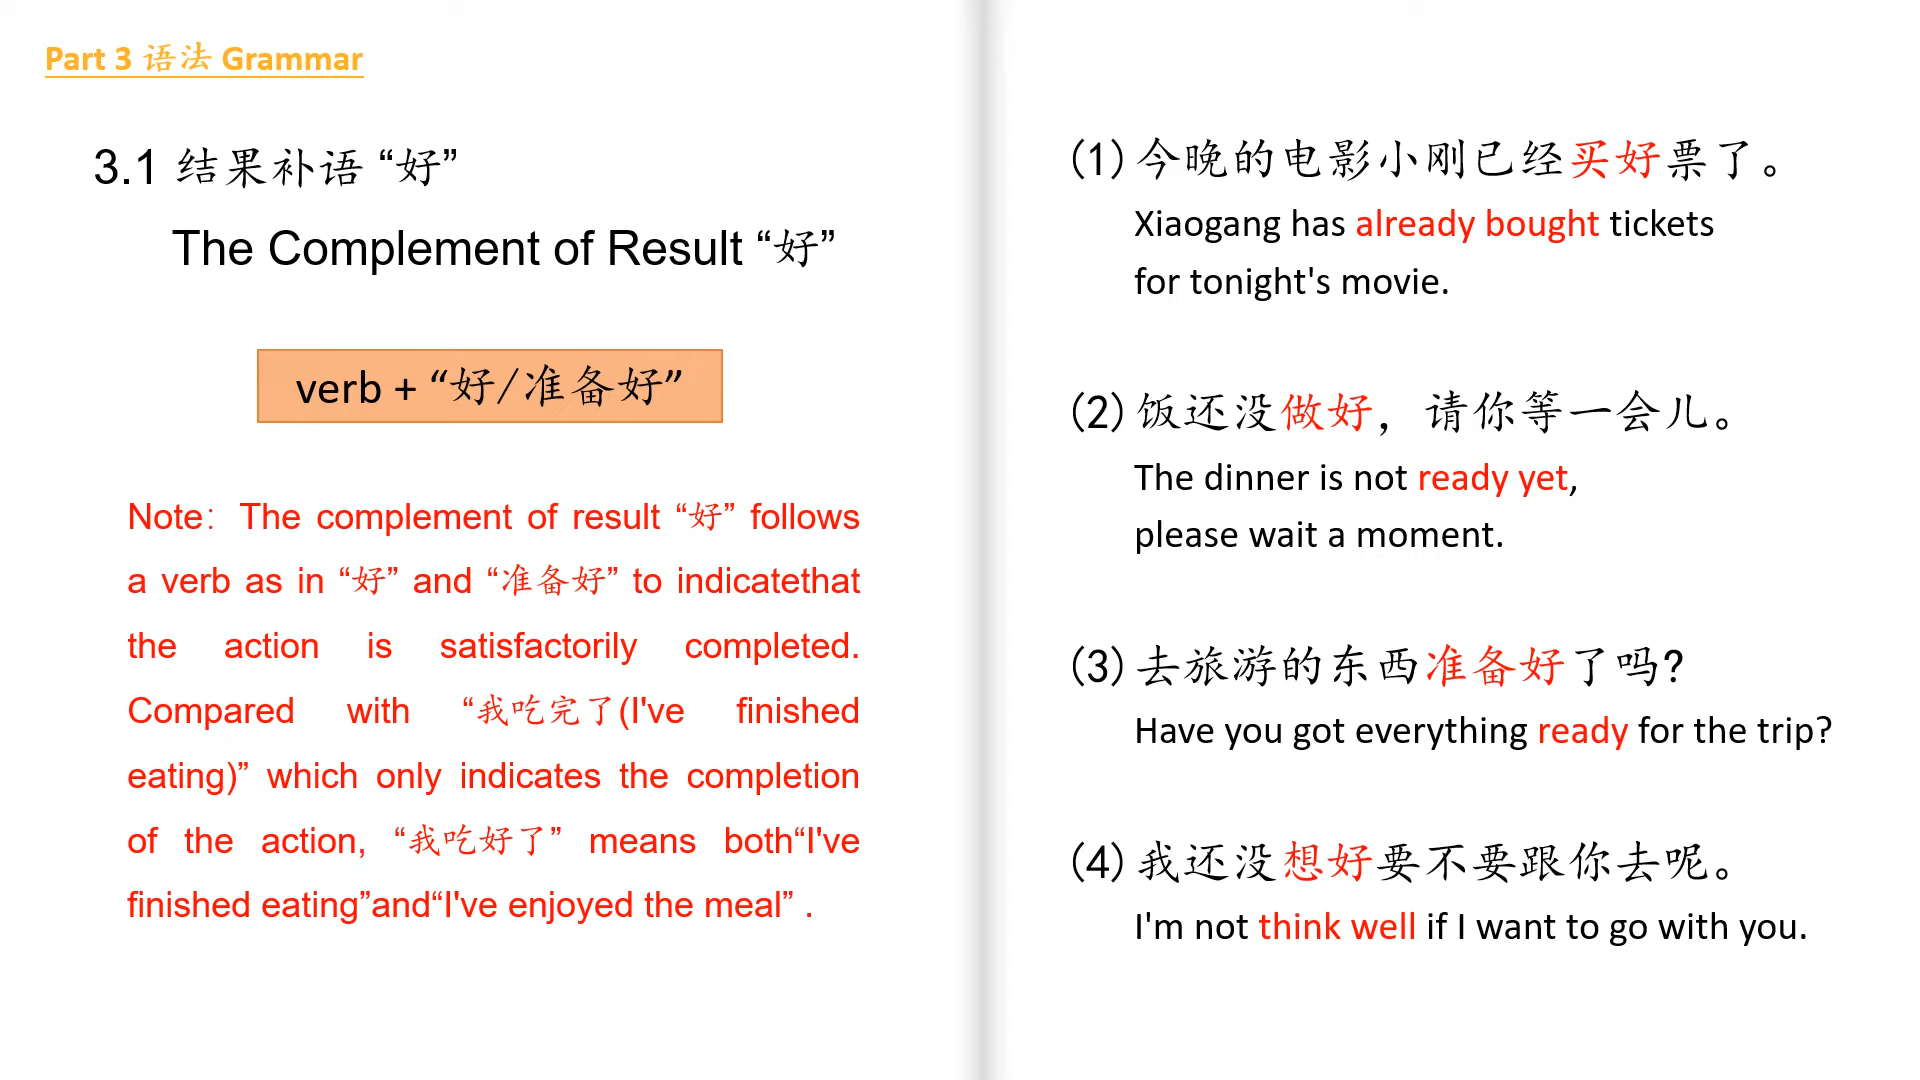 Part 3 语法 Grammar
3.1 结果补语 “好”
The Complement of Result “好”
verb + “好/准备好”
Note: The complement of result “好” follows
a verb as in “好” and “准备好” to indicatethat
the action is satisfactorily completed.
Compared with “我吃完了(I've finished
eating)” which only indicates the completion
of the action, “我吃好了” means both“I've
finished eating”and“I've enjoyed the meal” .
(1) 今晚的电影小刚已经买好票了。
Xiaogang has already bought tickets
for tonight's movie.
(2) 饭还没做好，请你等一会儿。
The dinner is not ready yet,
please wait a moment.
(3) 去旅游的东西准备好了吗?
Have you got everything ready for the trip?
(4) 我还没想好要不要跟你去呢。
I'm not think well if I want to go with you.